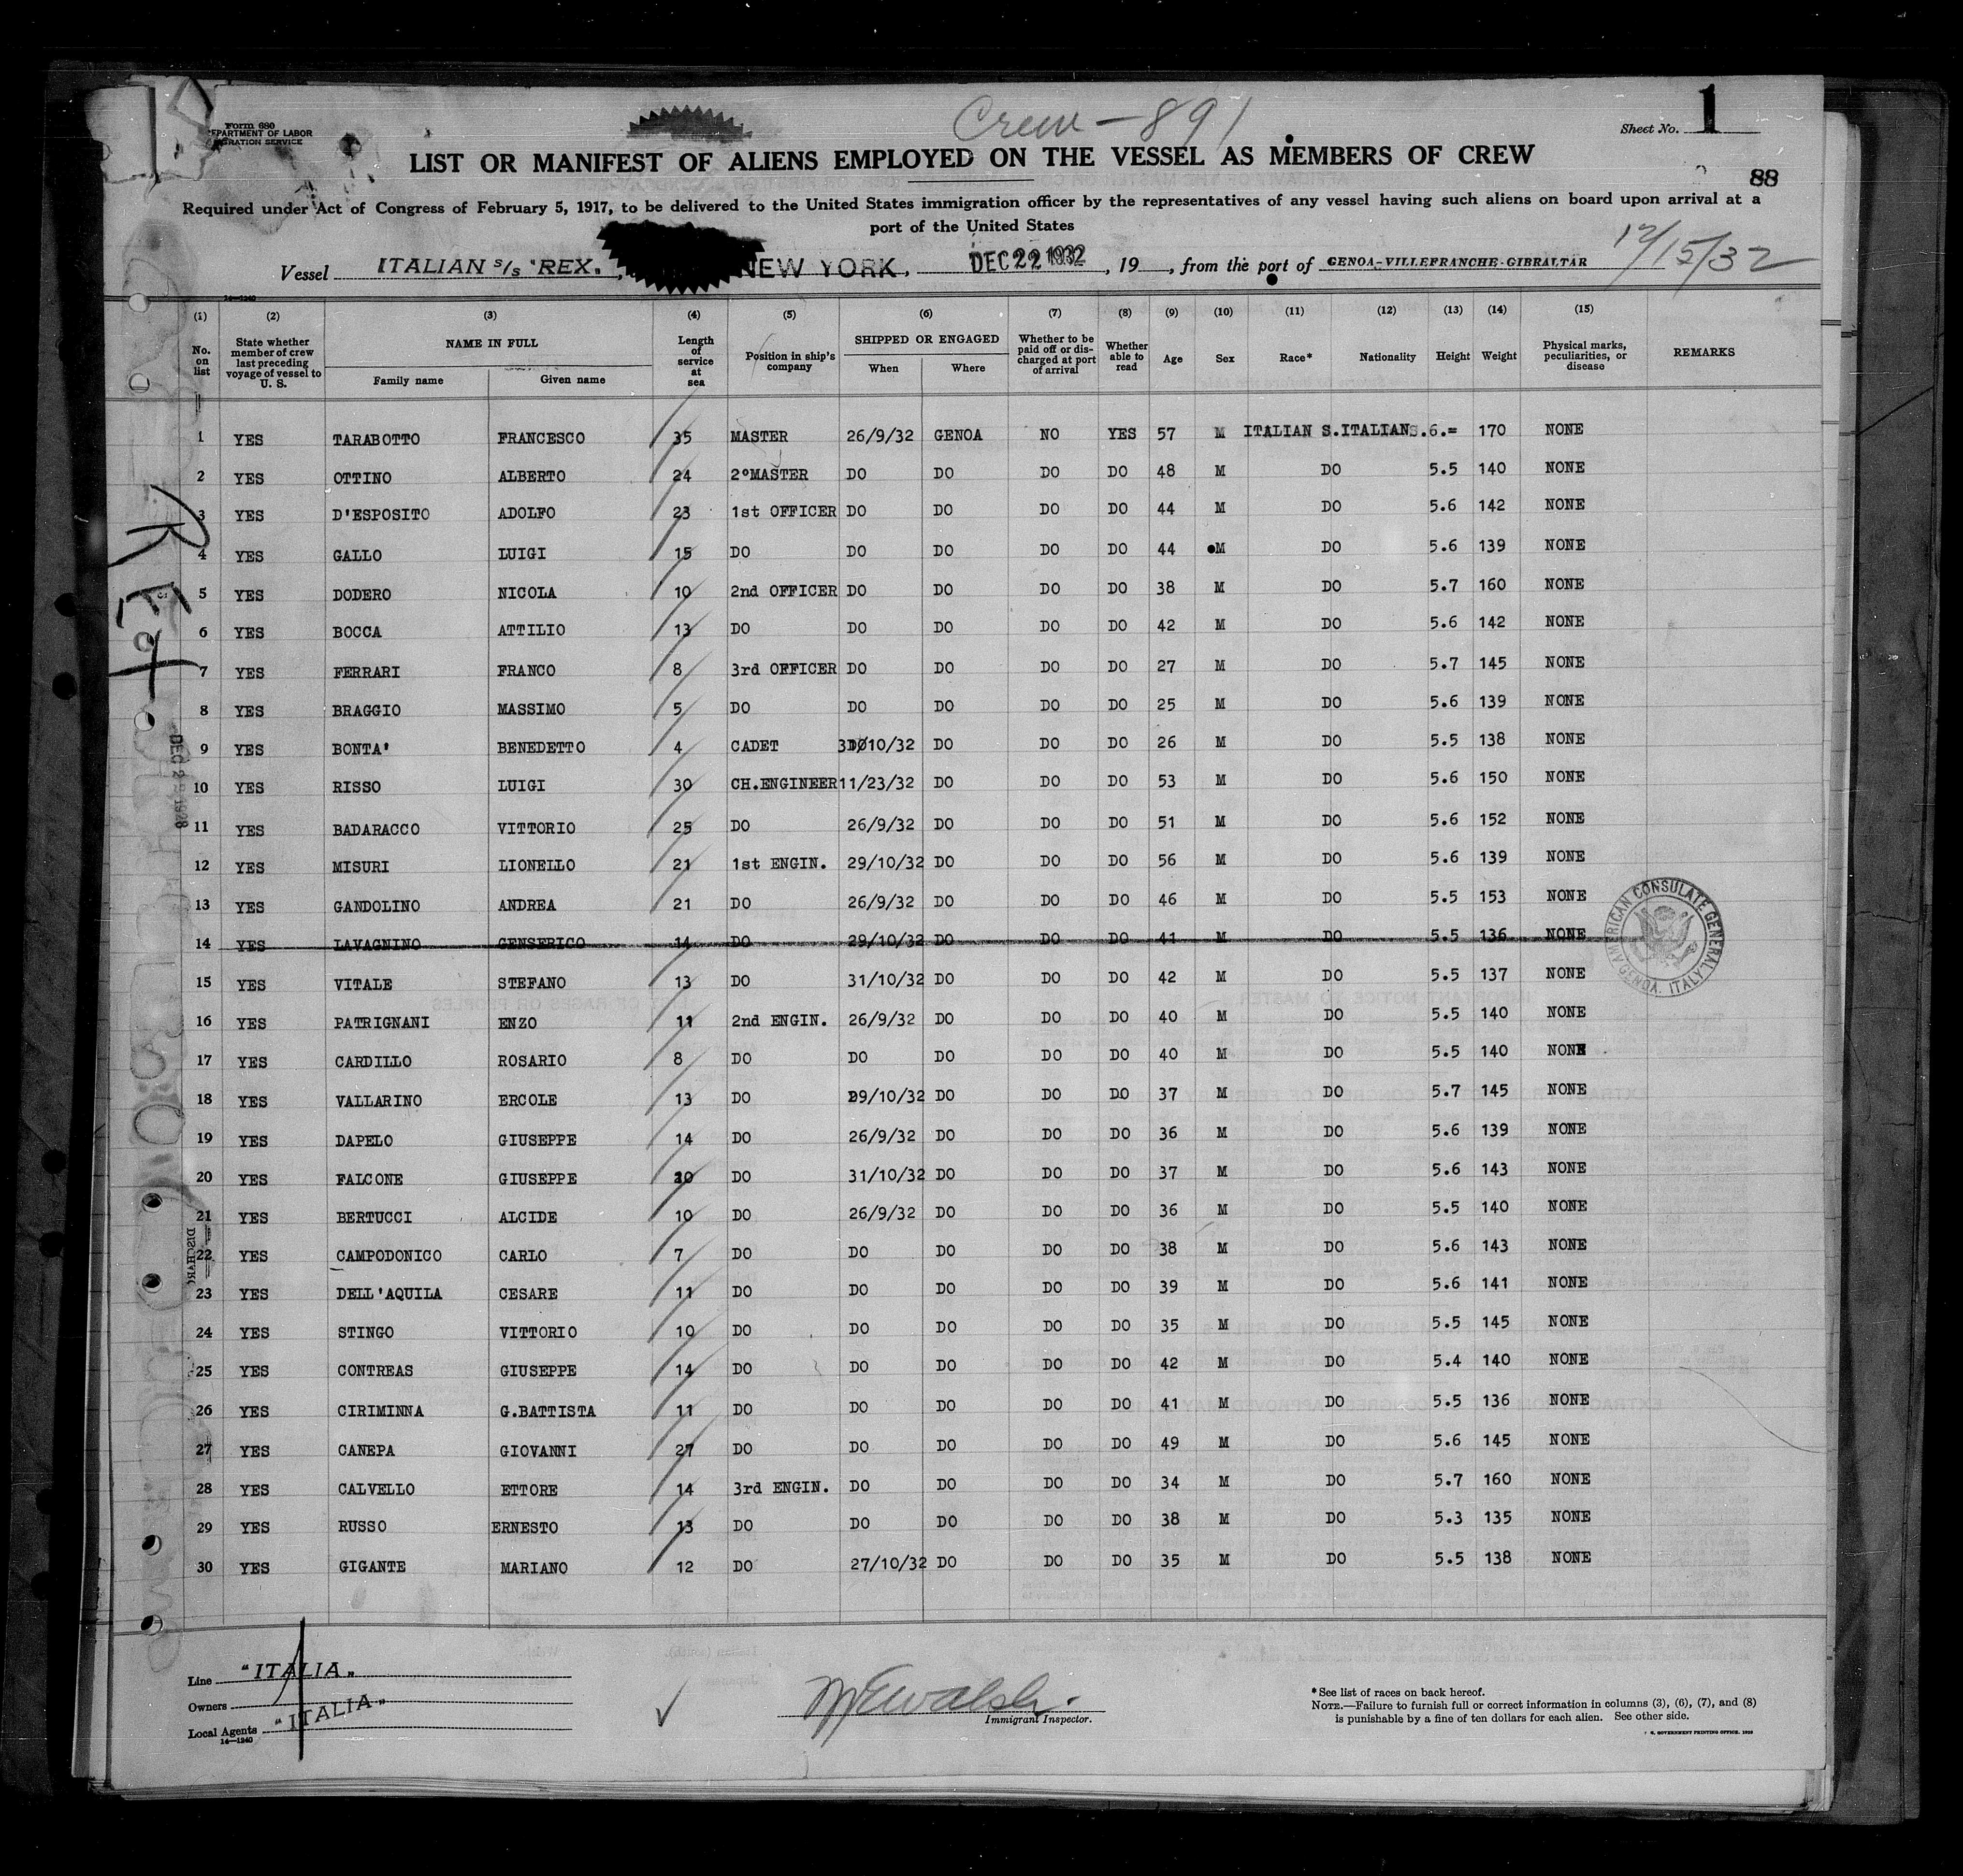 Form 680
DEPARTMENT OF LABOR
IMMIGRATION SERVICE
Crew - 891
Sheet No. 1
LIST OR MANIFEST OF ALIENS EMPLOYED ON THE VESSEL AS MEMBERS OF CREW
88
Required under Act of Congress of February 5, 1917, to be delivered to the United States immigration officer by the representatives of any vessel having such aliens on board upon arrival at a
port of the United States
12/15/32
Vessel ITALIAN S/S "REX", NEW YORK, DEC 22 1932, 19 , from the port of GENOA-VILLEFRANCHE-GIBRALTAR
14—1240
(1) (2) (3) (4) (5) (6) (7) (8) (9) (10) (11) (12) (13) (14) (15)
No. on list | State whether member of crew last preceding voyage of vessel to U. S. | NAME IN FULL Family name Given name | Length of service at sea | Position in ship's company | SHIPPED OR ENGAGED When Where | Whether to be paid off or discharged at port of arrival | Whether able to read | Age | Sex | Race* | Nationality | Height | Weight | Physical marks, peculiarities, or disease | REMARKS
1 YES TARABOTTO FRANCESCO 35 MASTER 26/9/32 GENOA NO YES 57 M ITALIAN S.ITALIANS.6.= 170 NONE
2 YES OTTINO ALBERTO 24 2°MASTER DO DO DO DO 48 M DO 5.5 140 NONE
3 YES D'ESPOSITO ADOLFO 23 1st OFFICER DO DO DO DO 44 M DO 5.6 142 NONE
4 YES GALLO LUIGI 15 DO DO DO DO DO 44 M DO 5.6 139 NONE
5 YES DODERO NICOLA 10 2nd OFFICER DO DO DO DO 38 M DO 5.7 160 NONE
6 YES BOCCA ATTILIO 13 DO DO DO DO DO 42 M DO 5.6 142 NONE
7 YES FERRARI FRANCO 8 3rd OFFICER DO DO DO DO 27 M DO 5.7 145 NONE
8 YES BRAGGIO MASSIMO 5 DO DO DO DO DO 25 M DO 5.6 139 NONE
9 YES BONTA' BENEDETTO 4 CADET 31/10/32 DO DO DO 26 M DO 5.5 138 NONE
10 YES RISSO LUIGI 30 CH.ENGINEER 11/23/32 DO DO DO 53 M DO 5.6 150 NONE
11 YES BADARACCO VITTORIO 25 DO 26/9/32 DO DO DO 51 M DO 5.6 152 NONE
12 YES MISURI LIONELLO 21 1st ENGIN. 29/10/32 DO DO DO 56 M DO 5.6 139 NONE
13 YES GANDOLINO ANDREA 21 DO 26/9/32 DO DO DO 46 M DO 5.5 153 NONE
14 YES LAVAGNINO GENSERICO 14 DO 29/10/32 DO DO DO 41 M DO 5.5 136 NONE
AMERICAN CONSULATE GENERAL GENOA, ITALY
15 YES VITALE STEFANO 13 DO 31/10/32 DO DO DO 42 M DO 5.5 137 NONE
16 YES PATRIGNANI ENZO 11 2nd ENGIN. 26/9/32 DO DO DO 40 M DO 5.5 140 NONE
17 YES CARDILLO ROSARIO 8 DO DO DO DO DO 40 M DO 5.5 140 NONE
18 YES VALLARINO ERCOLE 13 DO 29/10/32 DO DO DO 37 M DO 5.7 145 NONE
19 YES DAPELO GIUSEPPE 14 DO 26/9/32 DO DO DO 36 M DO 5.6 139 NONE
20 YES FALCONE GIUSEPPE DO 31/10/32 DO DO DO 37 M DO 5.6 143 NONE
21 YES BERTUCCI ALCIDE 10 DO 26/9/32 DO DO DO 36 M DO 5.5 140 NONE
22 YES CAMPODONICO CARLO 7 DO DO DO DO DO 38 M DO 5.6 143 NONE
23 YES DELL'AQUILA CESARE 11 DO DO DO DO DO 39 M DO 5.6 141 NONE
24 YES STINGO VITTORIO 10 DO DO DO DO DO 35 M DO 5.5 145 NONE
25 YES CONTREAS GIUSEPPE 14 DO DO DO DO DO 42 M DO 5.4 140 NONE
26 YES CIRIMINNA G.BATTISTA 11 DO DO DO DO DO 41 M DO 5.5 136 NONE
27 YES CANEPA GIOVANNI 27 DO DO DO DO DO 49 M DO 5.6 145 NONE
28 YES CALVELLO ETTORE 14 3rd ENGIN. DO DO DO DO 34 M DO 5.7 160 NONE
29 YES RUSSO ERNESTO 13 DO DO DO DO DO 38 M DO 5.3 135 NONE
30 YES GIGANTE MARIANO 12 DO 27/10/32 DO DO DO 35 M DO 5.5 138 NONE
Line "ITALIA"
Owners
Local Agents "ITALIA"
14—1240
Immigrant Inspector.
* See list of races on back hereof.
NOTE.—Failure to furnish full or correct information in columns (3), (6), (7), and (8)
is punishable by a fine of ten dollars for each alien. See other side.
U. S. GOVERNMENT PRINTING OFFICE. 1929